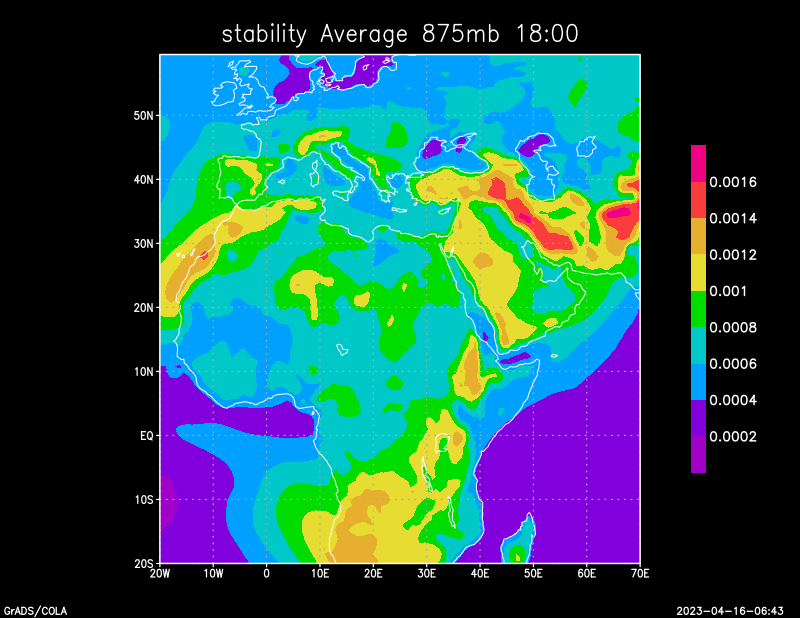 stability Average 875mb 18:00
50N
40N
30N
20N
10N
EQ
10S
20S
20W 10W 0 10E 20E 30E 40E 50E 60E 70E
0.0016
0.0014
0.0012
0.001
0.0008
0.0006
0.0004
0.0002
GrADS/COLA
2023-04-16-06:43